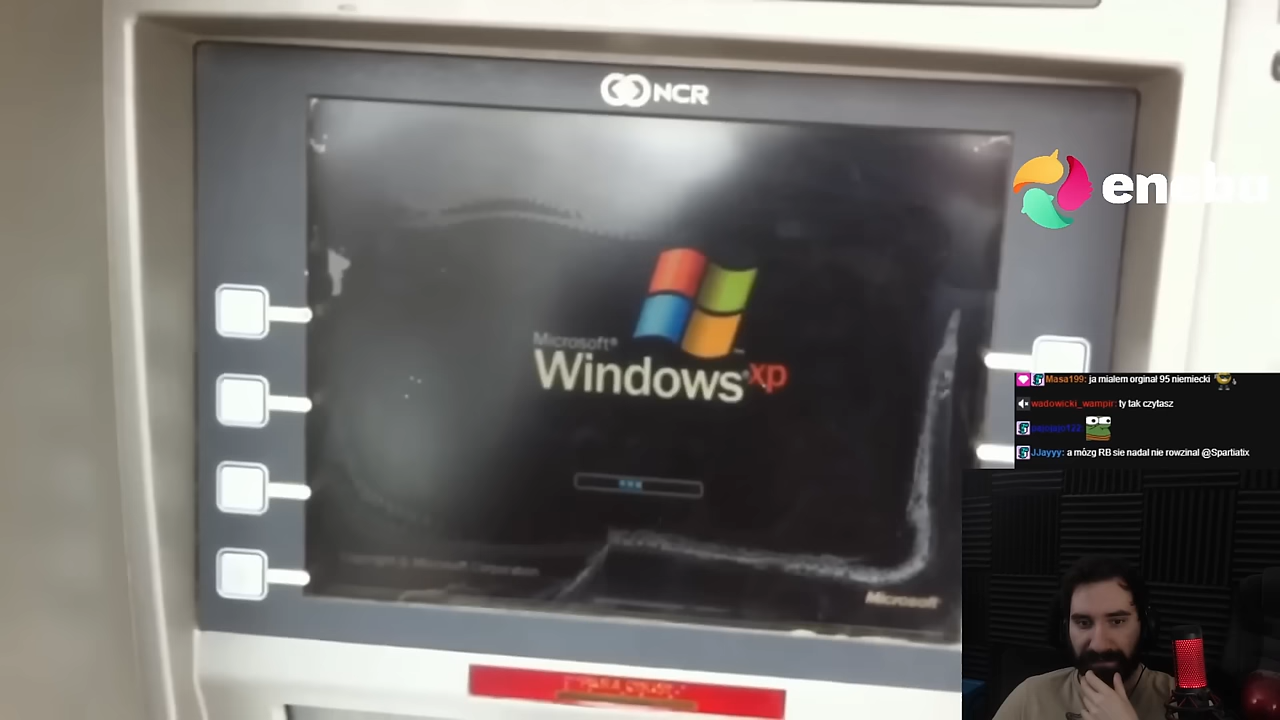 NCR
enebo
Microsoft®
Windows xp
Microsoft
Masa199: ja miałem orginał 95 niemiecki
wadowicki_wampir: ty tak czytasz
JJayyy: a mózg RB sie nadal nie rowzinal @Spartiatix